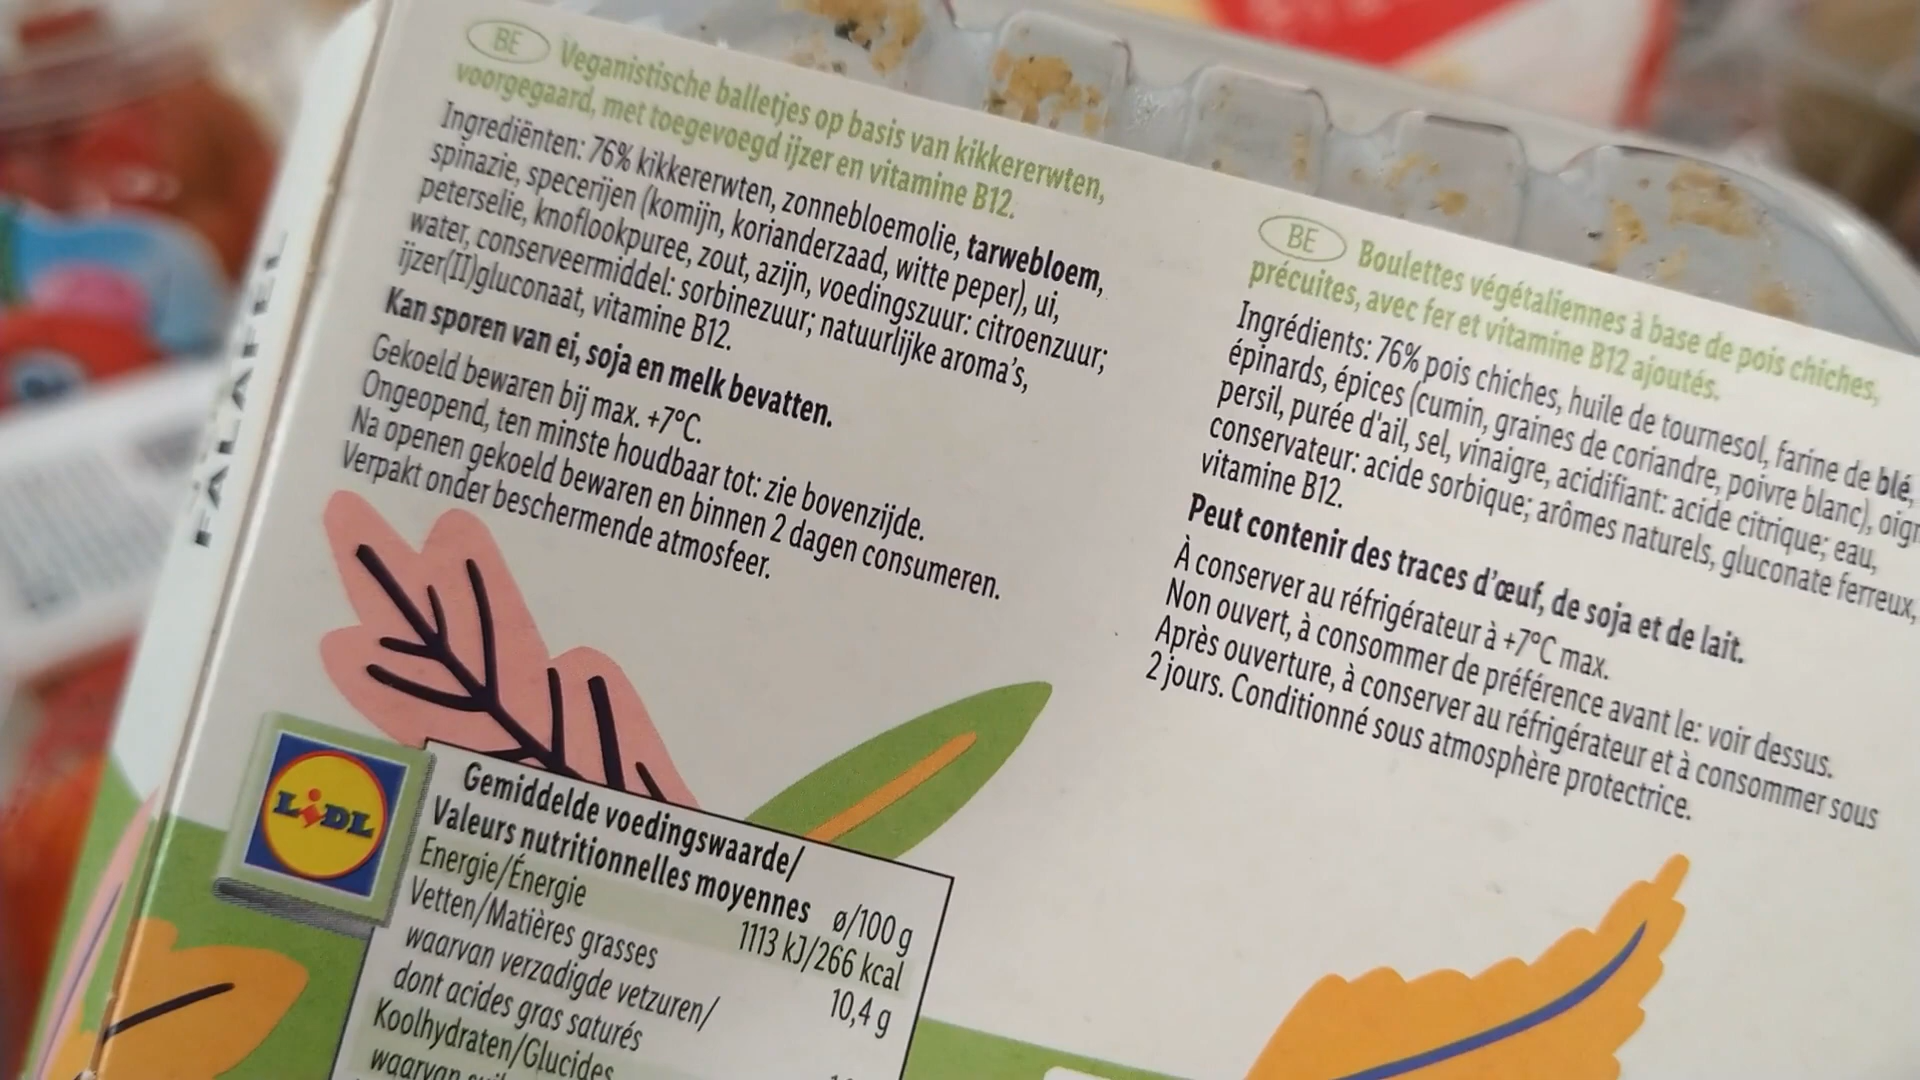 FALAFEL
BE Veganistische balletjes op basis van kikkererwten,
voorgegaard, met toegevoegd ijzer en vitamine B12.
Ingrediënten: 76% kikkererwten, zonnebloemolie, tarwebloem,
spinazie, specerijen (komijn, korianderzaad, witte peper), ui,
peterselie, knoflookpuree, zout, azijn, voedingszuur: citroenzuur;
water, conserveermiddel: sorbinezuur; natuurlijke aroma's,
ijzer(II)gluconaat, vitamine B12.
Kan sporen van ei, soja en melk bevatten.
Gekoeld bewaren bij max. +7°C.
Ongeopend, ten minste houdbaar tot: zie bovenzijde.
Na openen gekoeld bewaren en binnen 2 dagen consumeren.
Verpakt onder beschermende atmosfeer.
BE Boulettes végétaliennes à base de pois chiches,
précuites, avec fer et vitamine B12 ajoutés.
Ingrédients: 76% pois chiches, huile de tournesol, farine de blé,
épinards, épices (cumin, graines de coriandre, poivre blanc),
persil, purée d'ail, sel, vinaigre, acidifiant: acide citrique; eau,
conservateur: acide sorbique; arômes naturels, gluconate ferreux,
vitamine B12.
Peut contenir des traces d'œuf, de soja et de lait.
À conserver au réfrigérateur à +7°C max.
Non ouvert, à consommer de préférence avant le: voir dessus.
Après ouverture, à conserver au réfrigérateur et à consommer sous
2 jours. Conditionné sous atmosphère protectrice.
LIDL
Gemiddelde voedingswaarde/
Valeurs nutritionnelles moyennes ø/100 g
Energie/Énergie 1113 kJ/266 kcal
Vetten/Matières grasses 10,4 g
waarvan verzadigde vetzuren/
dont acides gras saturés
Koolhydraten/Glucides
waarvan